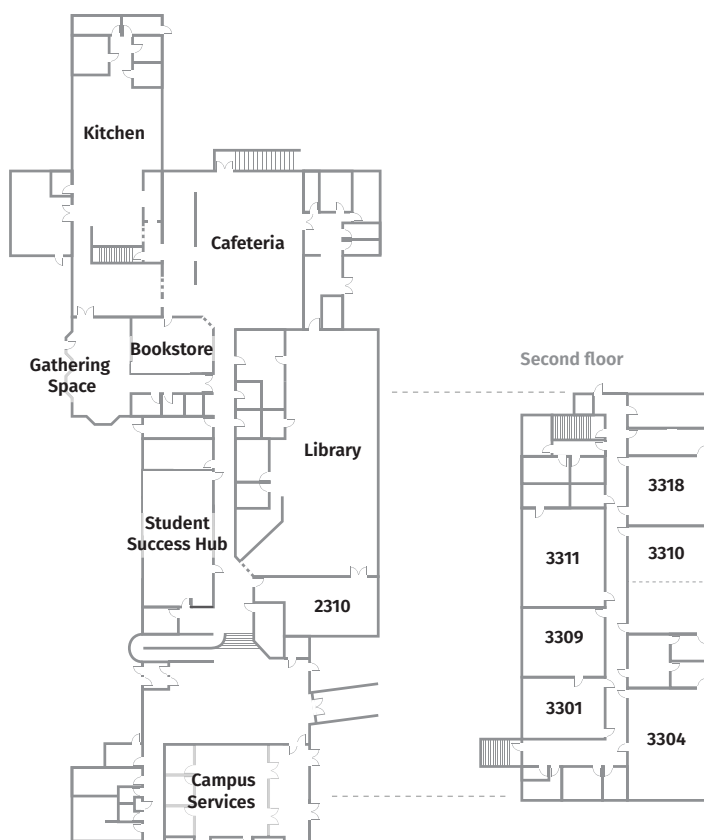 Kitchen
Cafeteria
Bookstore
Gathering
Space
Second floor
Library
3318
Student
Success Hub
3310
3311
2310
3309
3301
3304
Campus
Services